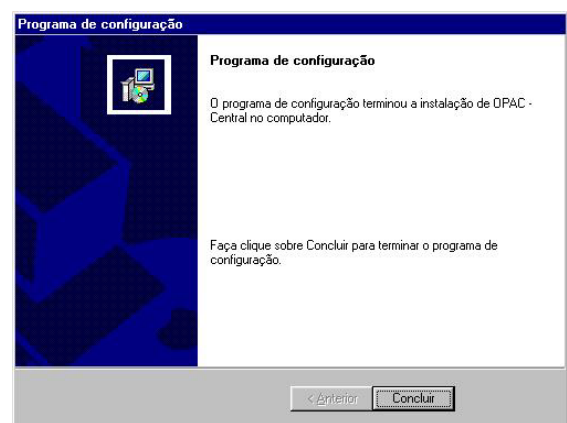 Programa de configuração
Programa de configuração
O programa de configuração terminou a instalação de OPAC -
Central no computador.
Faça clique sobre Concluir para terminar o programa de
configuração.
< Anterior
Concluir